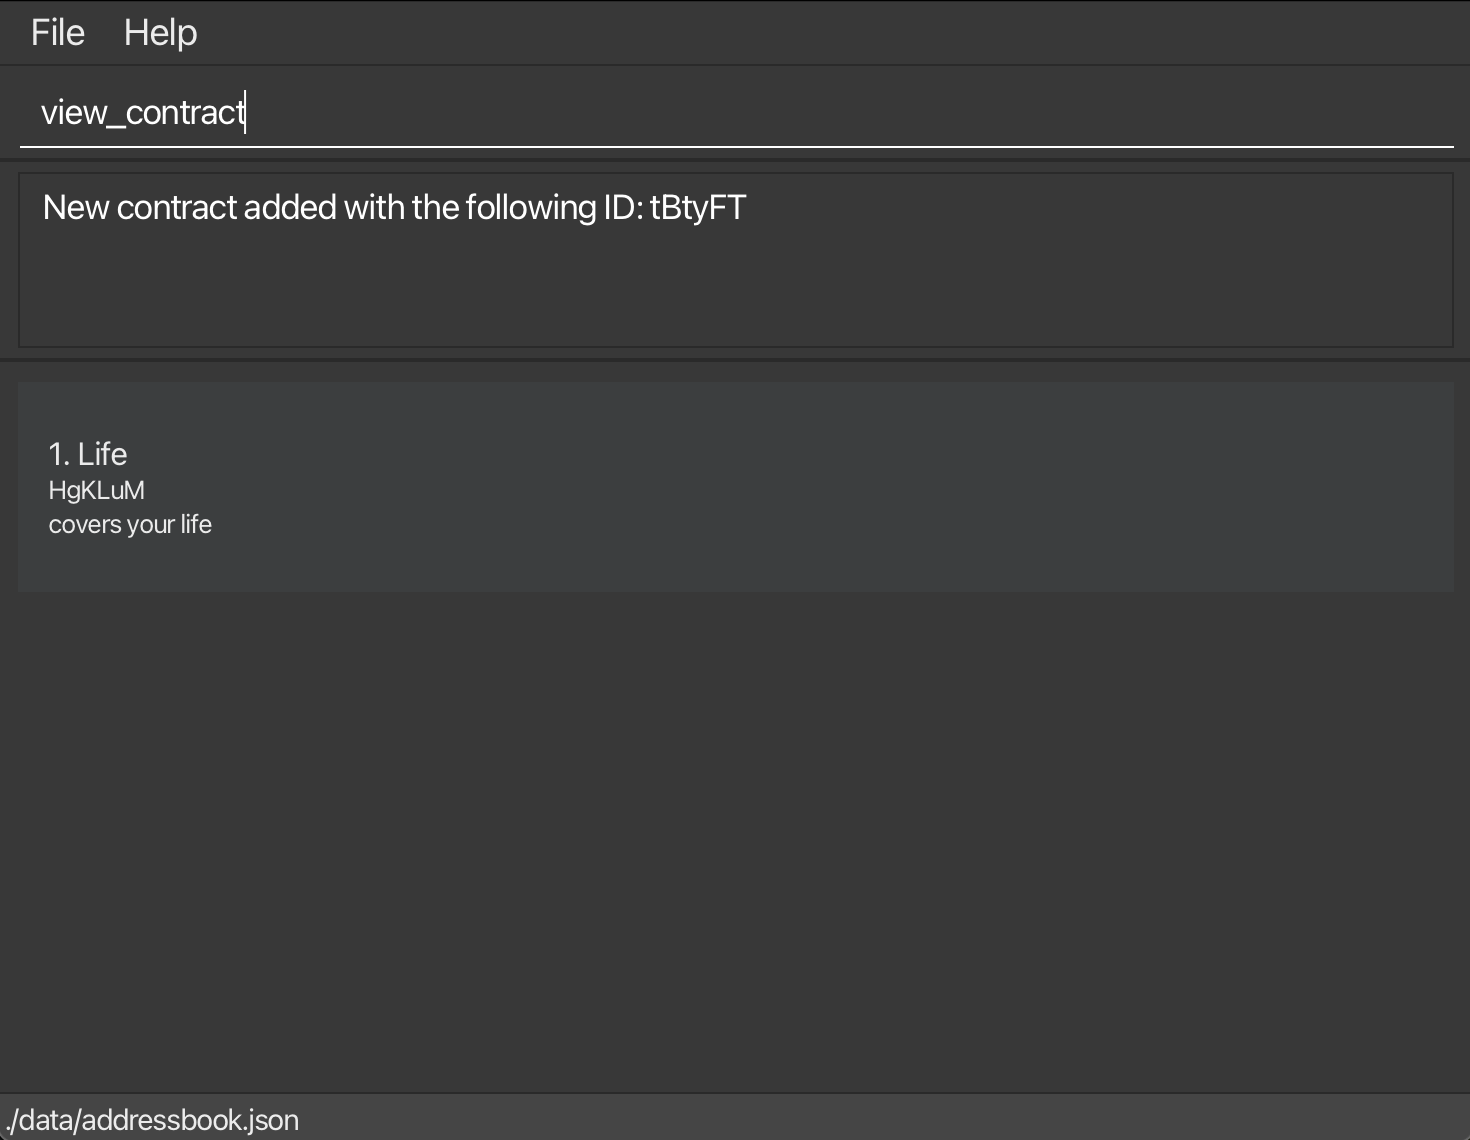 File Help
view_contract
New contract added with the following ID: tBtyFT
1. Life
HgKLuM
covers your life
./data/addressbook.json